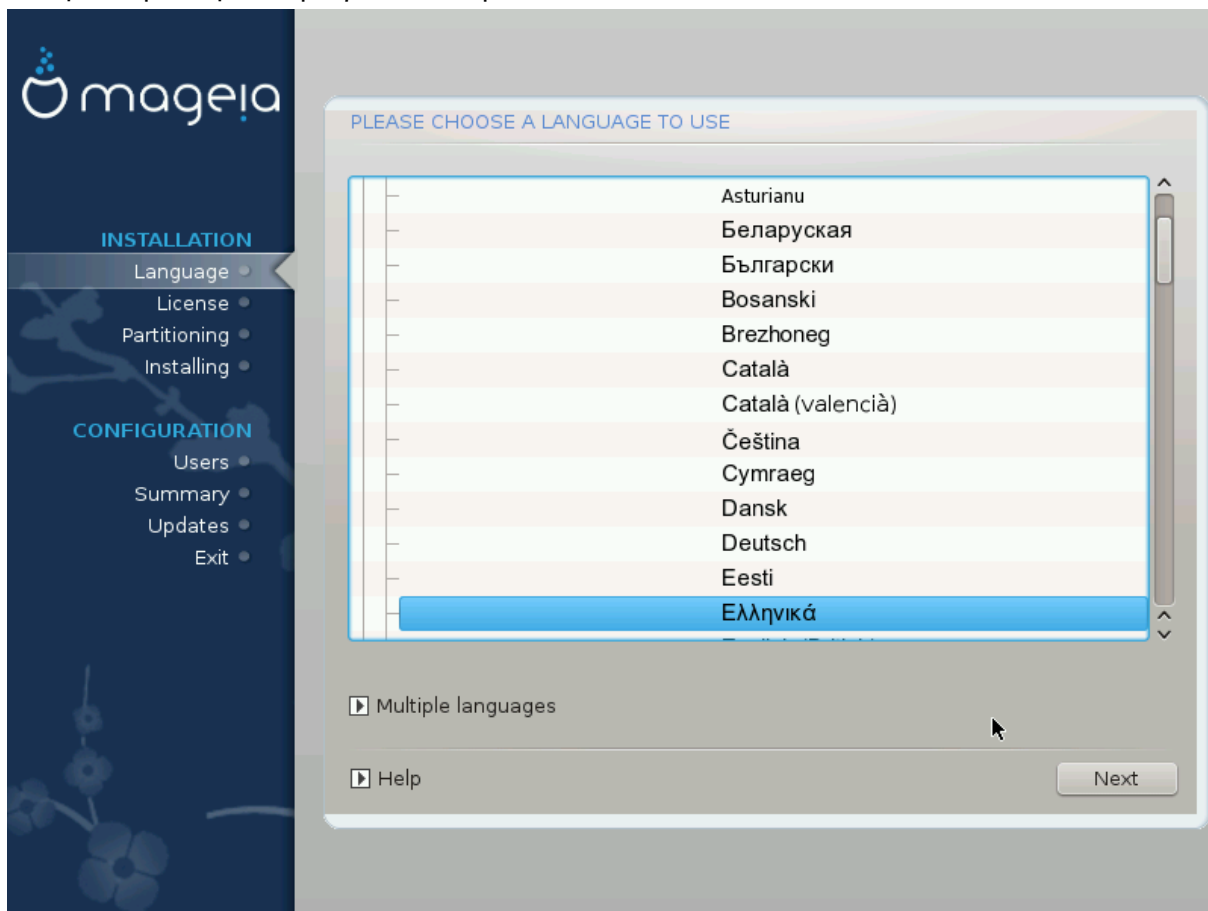 mageia
PLEASE CHOOSE A LANGUAGE TO USE
Asturianu
Беларуская
Български
Bosanski
Brezhoneg
Català
Català (valencià)
Čeština
Cymraeg
Dansk
Deutsch
Eesti
Ελληνικά
INSTALLATION
Language
License
Partitioning
Installing
CONFIGURATION
Users
Summary
Updates
Exit
Multiple languages
Help
Next